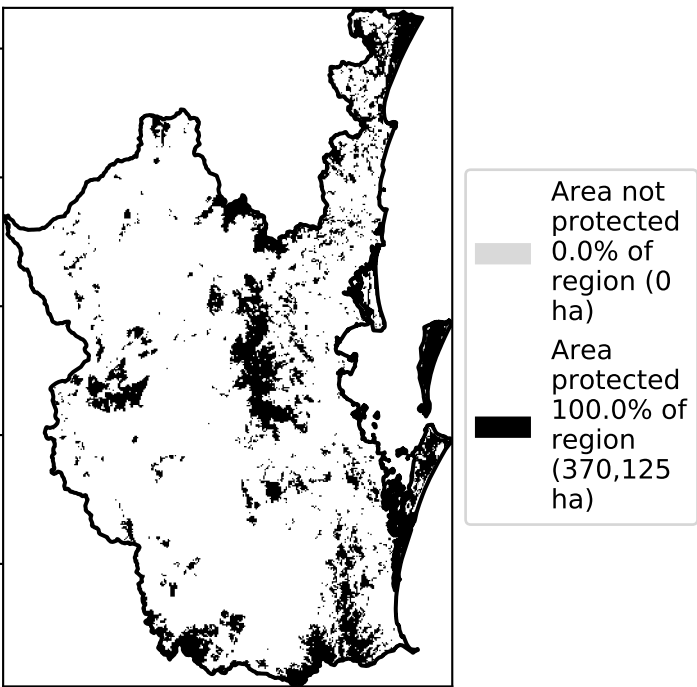 Area not
protected
0.0% of
region (0
ha)
Area
protected
100.0% of
region
(370,125
ha)